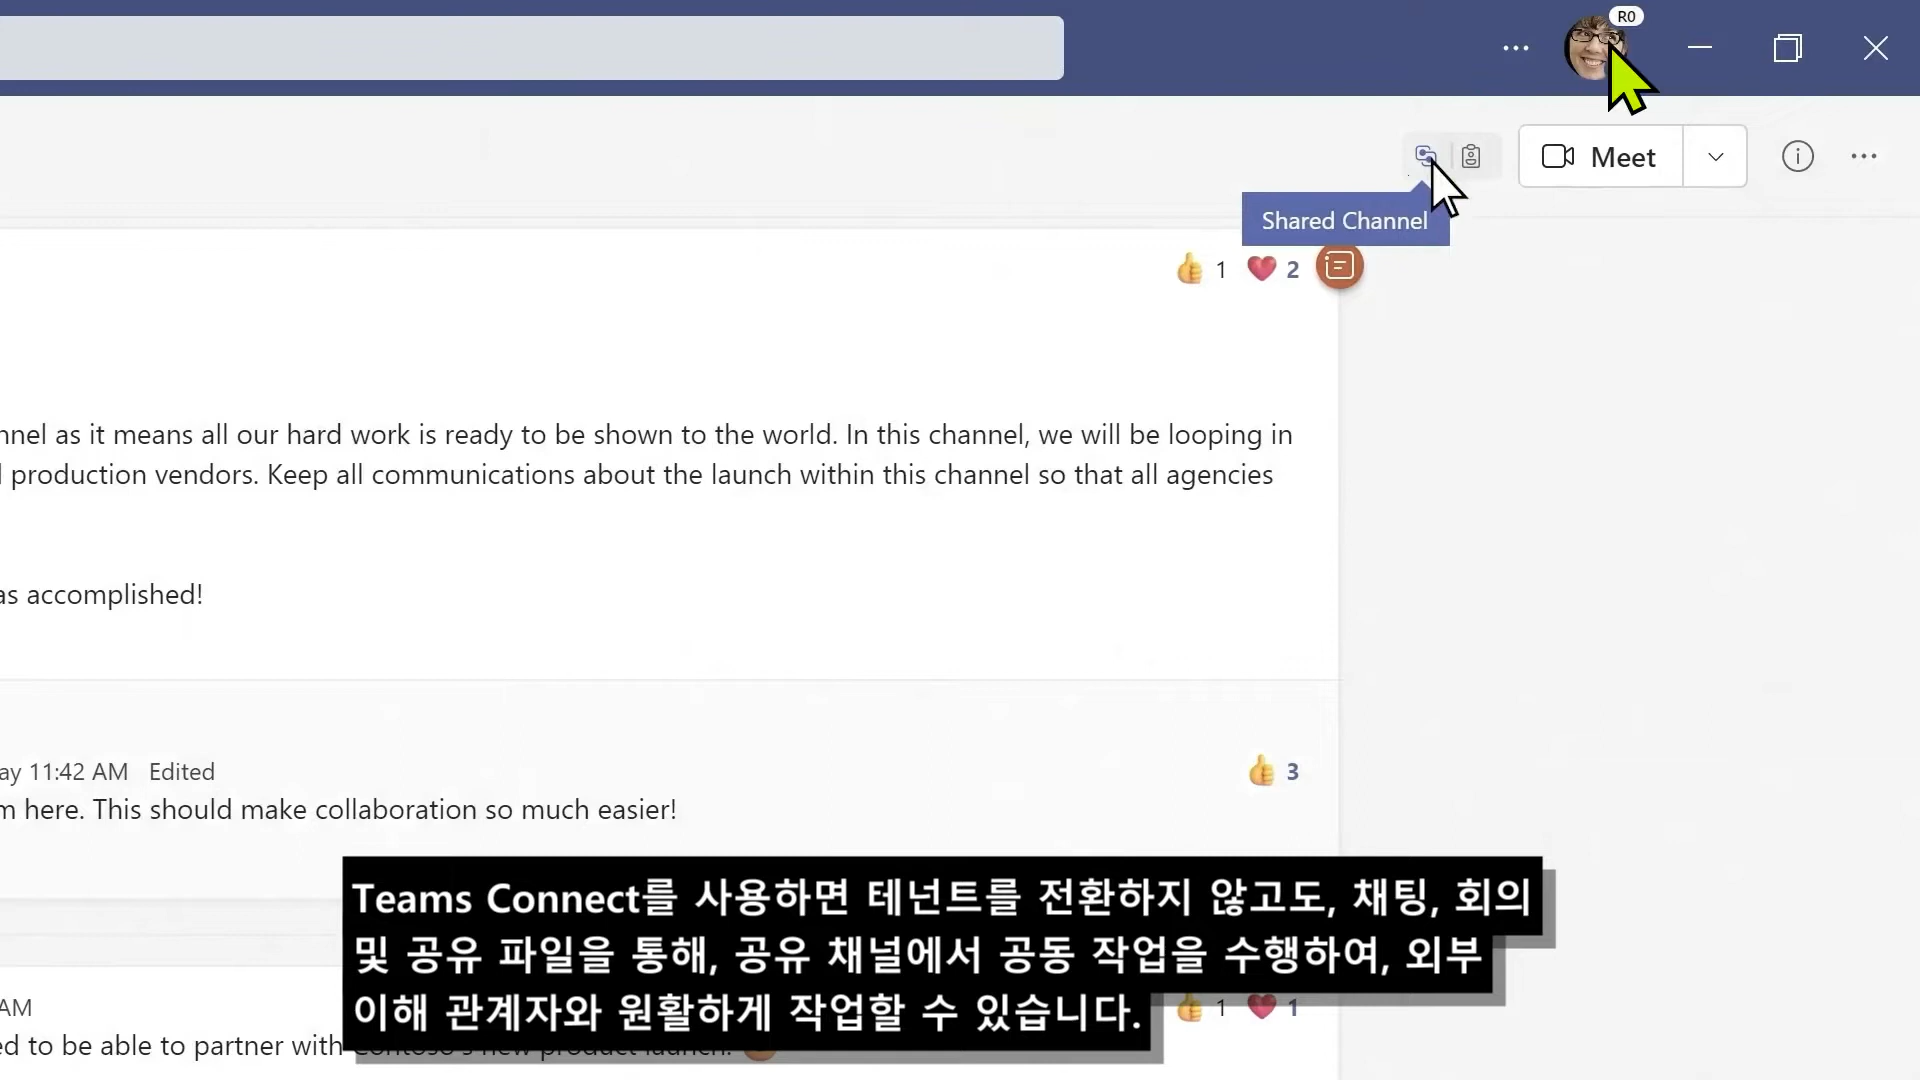 R0
Meet
Shared Channel
1 2
nnel as it means all our hard work is ready to be shown to the world. In this channel, we will be looping in
production vendors. Keep all communications about the launch within this channel so that all agencies
as accomplished!
ay 11:42 AM Edited
3
m here. This should make collaboration so much easier!
Teams Connect를 사용하면 테넌트를 전환하지 않고도, 채팅, 회의
및 공유 파일을 통해, 공유 채널에서 공동 작업을 수행하여, 외부
이해 관계자와 원활하게 작업할 수 있습니다.
AM
1 1
ed to be able to partner with Contoso's new product launch!